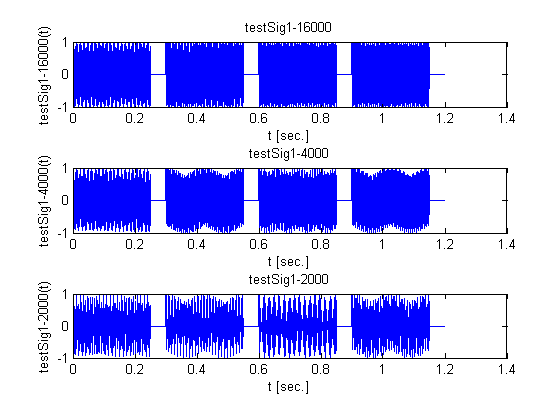 testSig1-16000
testSig1-16000(t)
1
0
-1
0 0.2 0.4 0.6 0.8 1 1.2 1.4
t [sec.]
testSig1-4000
testSig1-4000(t)
1
0
-1
0 0.2 0.4 0.6 0.8 1 1.2 1.4
t [sec.]
testSig1-2000
testSig1-2000(t)
1
0
-1
0 0.2 0.4 0.6 0.8 1 1.2 1.4
t [sec.]